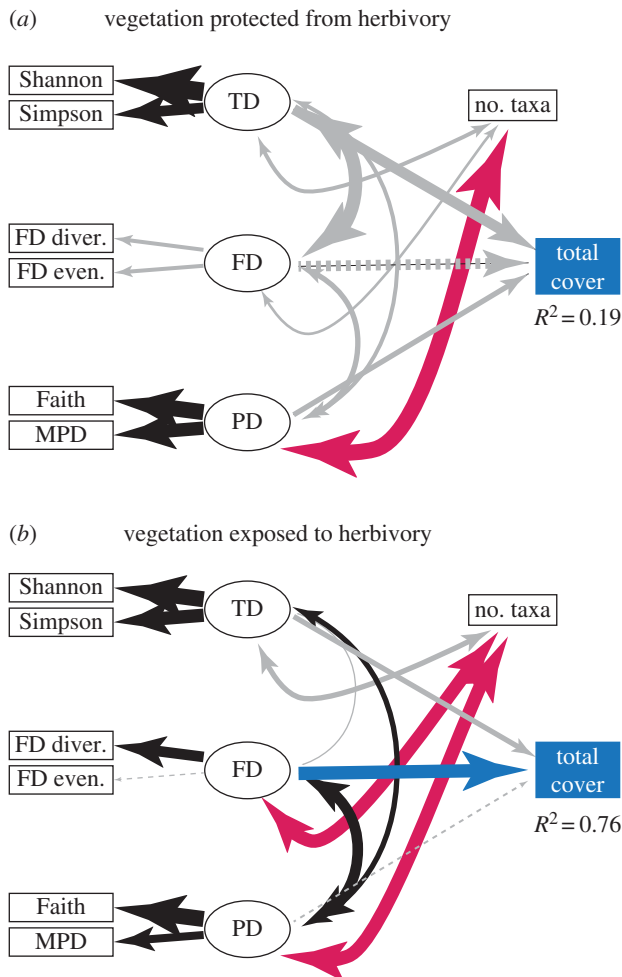 (a) vegetation protected from herbivory
Shannon
Simpson
TD
no. taxa
FD diver.
FD even.
FD
total
cover
R² = 0.19
Faith
MPD
PD
(b) vegetation exposed to herbivory
Shannon
Simpson
TD
no. taxa
FD diver.
FD even.
FD
total
cover
R² = 0.76
Faith
MPD
PD